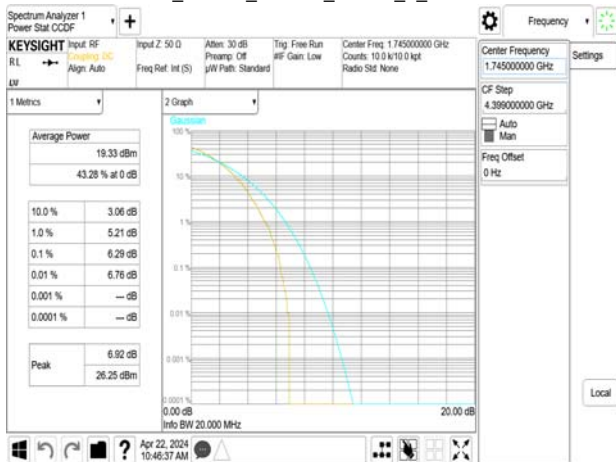 Spectrum Analyzer 1
Power Stat CCDF
Frequency
KEYSIGHT
Input: RF
Coupling: DC
Align: Auto
RL
LW
Input Z: 50 Ω
Freq Ref: Int (S)
Atten: 30 dB
Preamp: Off
μW Path: Standard
Trig: Free Run
#IF Gain: Low
Center Freq: 1.745000000 GHz
Counts: 10.0 k/10.0 kpt
Radio Std: None
1 Metrics
Average Power
19.33 dBm
43.28 % at 0 dB
10.0 % 3.06 dB
1.0 % 5.21 dB
0.1 % 6.29 dB
0.01 % 6.76 dB
0.001 % --- dB
0.0001 % --- dB
Peak
6.92 dB
26.25 dBm
2 Graph
Gaussian
100 %
10 %
1 %
0.1 %
0.01 %
0.001 %
0.0001 %
0.00 dB 20.00 dB
Info BW 20.000 MHz
Center Frequency
1.745000000 GHz
Settings
CF Step
4.399000000 GHz
Auto
Man
Freq Offset
0 Hz
Local
Apr 22, 2024
10:46:37 AM